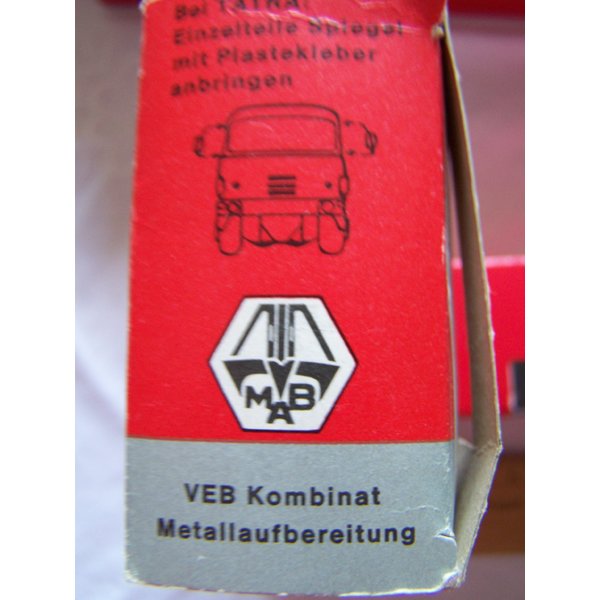 Bei TATRA:
Einzelteile Spiegel
mit Plastekleber
anbringen
MAB
VEB Kombinat
Metallaufbereitung